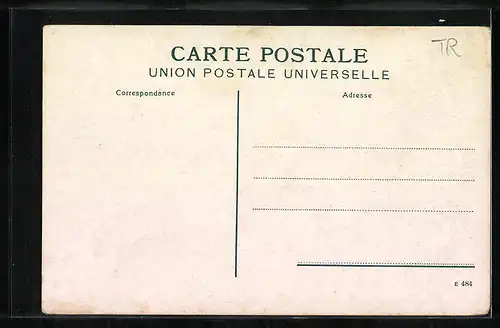 TR
CARTE POSTALE
UNION POSTALE UNIVERSELLE
Correspondance
Adresse
E 484